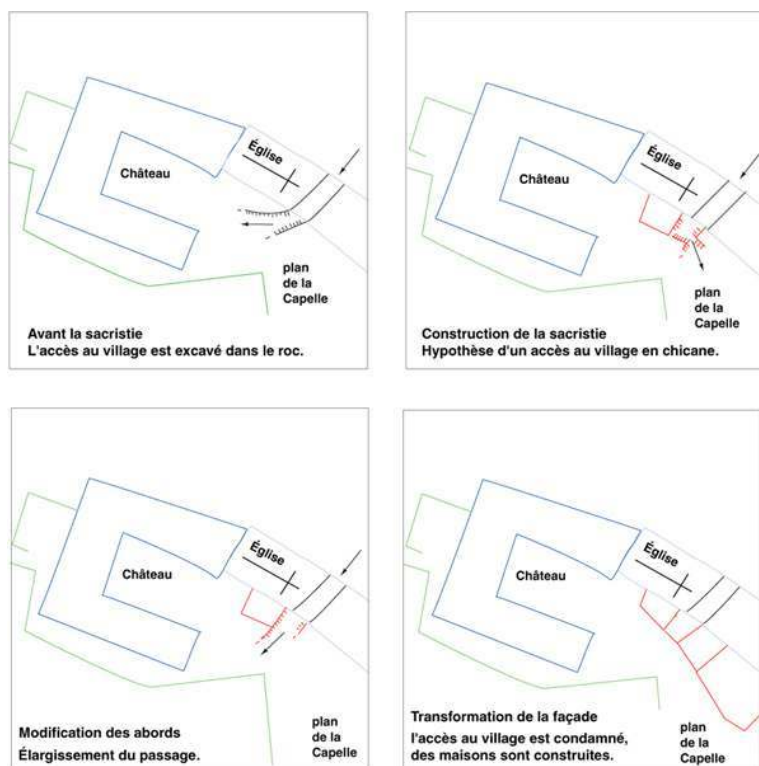 Église
Château
plan
de la
Capelle
Avant la sacristie
L'accès au village est excavé dans le roc.
Église
Château
plan
de la
Capelle
Construction de la sacristie
Hypothèse d'un accès au village en chicane.
Église
Château
plan
de la
Capelle
Modification des abords
Élargissement du passage.
Église
Château
plan
de la
Capelle
Transformation de la façade
l'accès au village est condamné,
des maisons sont construites.